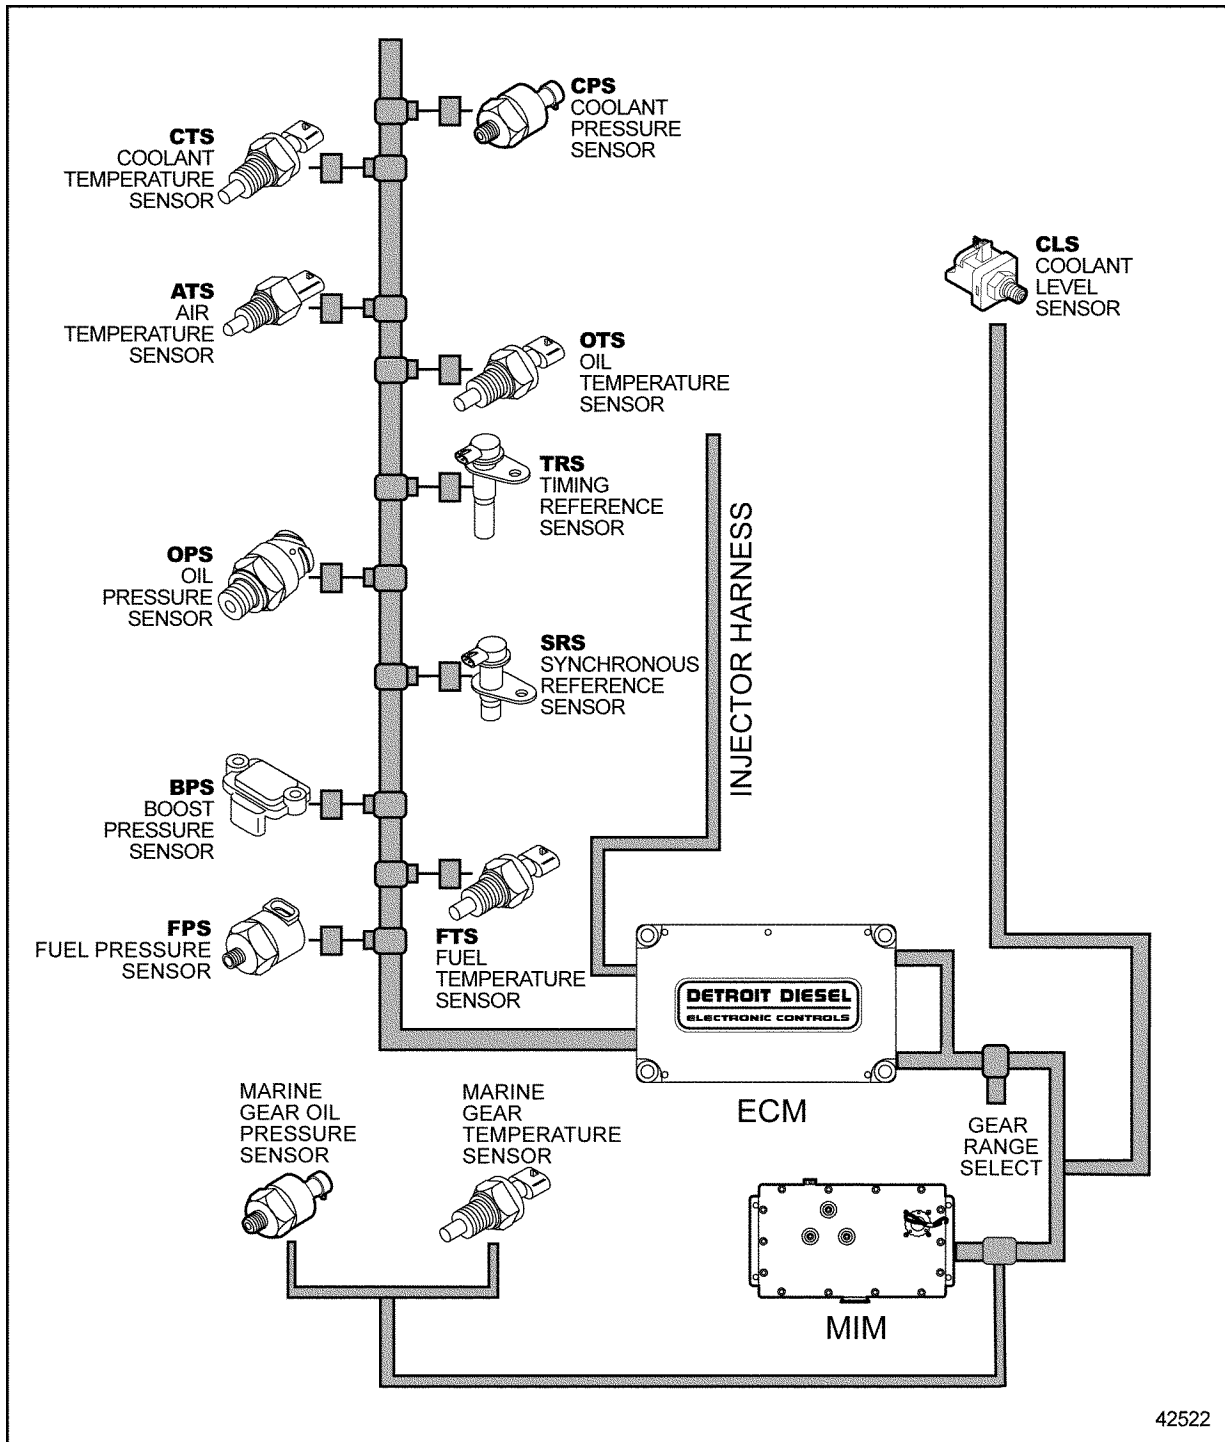 CPS
COOLANT
PRESSURE
SENSOR
CTS
COOLANT
TEMPERATURE
SENSOR
CLS
COOLANT
LEVEL
SENSOR
ATS
AIR
TEMPERATURE
SENSOR
OTS
OIL
TEMPERATURE
SENSOR
TRS
TIMING
REFERENCE
SENSOR
INJECTOR HARNESS
OPS
OIL
PRESSURE
SENSOR
SRS
SYNCHRONOUS
REFERENCE
SENSOR
BPS
BOOST
PRESSURE
SENSOR
FPS
FUEL PRESSURE
SENSOR
FTS
FUEL
TEMPERATURE
SENSOR
DETROIT DIESEL
ELECTRONIC CONTROLS
ECM
MARINE
GEAR OIL
PRESSURE
SENSOR
MARINE
GEAR
TEMPERATURE
SENSOR
GEAR
RANGE
SELECT
MIM
42522